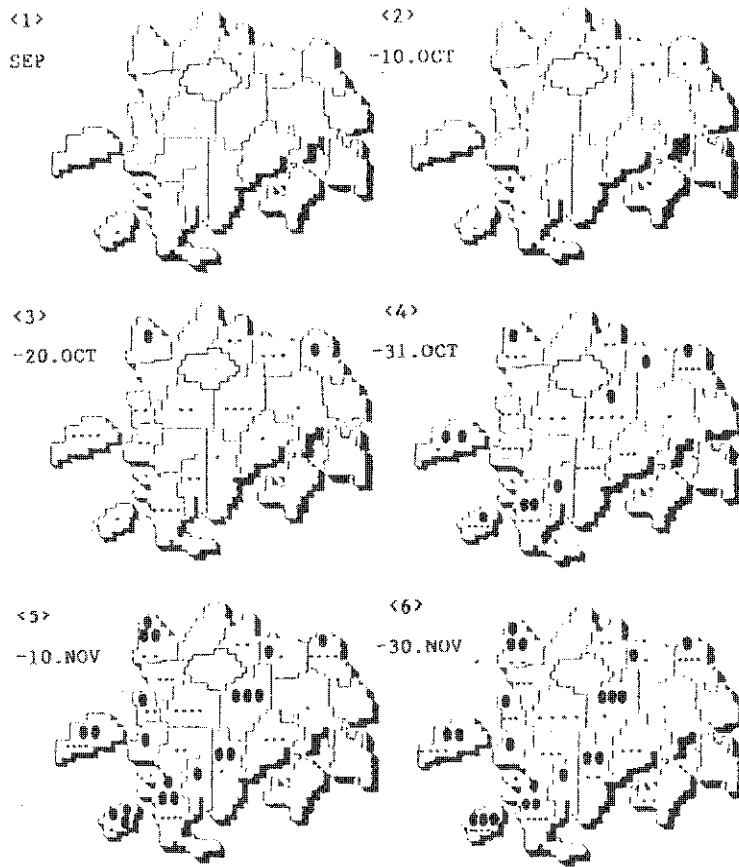 <1>
SEP
<2>
-10.OCT
<3>
-20.OCT
<4>
-31.OCT
<5>
-10.NOV
<6>
-30.NOV